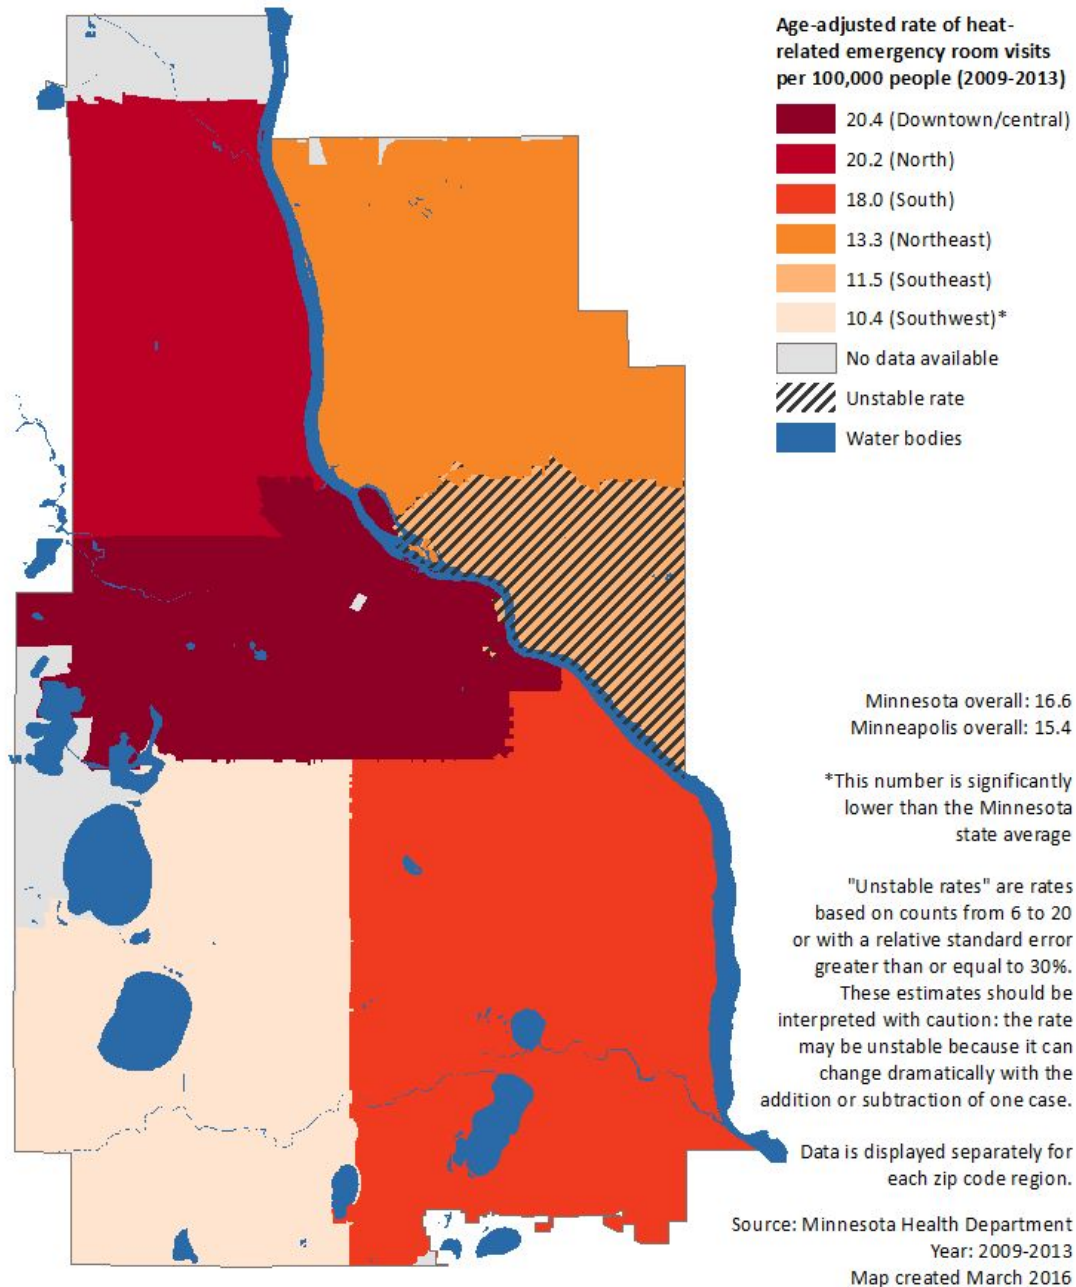 Age-adjusted rate of heat-
related emergency room visits
per 100,000 people (2009-2013)
20.4 (Downtown/central)
20.2 (North)
18.0 (South)
13.3 (Northeast)
11.5 (Southeast)
10.4 (Southwest)*
No data available
Unstable rate
Water bodies
Minnesota overall: 16.6
Minneapolis overall: 15.4
*This number is significantly
lower than the Minnesota
state average
"Unstable rates" are rates
based on counts from 6 to 20
or with a relative standard error
greater than or equal to 30%.
These estimates should be
interpreted with caution: the rate
may be unstable because it can
change dramatically with the
addition or subtraction of one case.
Data is displayed separately for
each zip code region.
Source: Minnesota Health Department
Year: 2009-2013
Map created March 2016